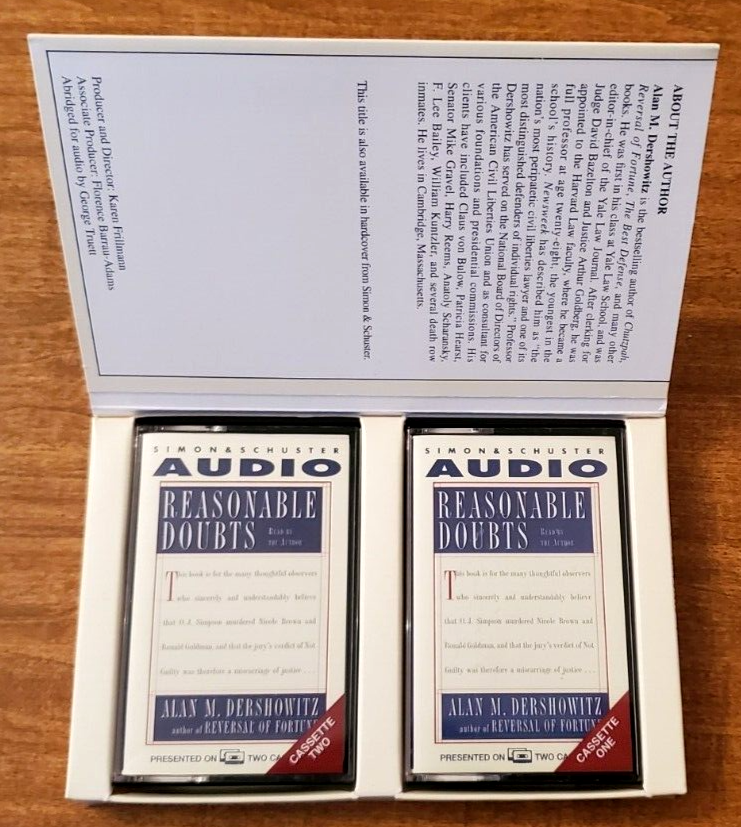 ABOUT THE AUTHOR
Alan M. Dershowitz is the bestselling author of Chutzpah,
Reversal of Fortune, The Best Defense, and many other
books. He was first in his class at Yale Law School, and was
editor-in-chief of the Yale Law Journal. After clerking for
Judge David Bazelon and Justice Arthur Goldberg, he was
appointed to the Harvard Law faculty, where he became a
full professor at age twenty-eight, the youngest in the
school's history. Newsweek has described him as "the
nation's most peripatetic civil liberties lawyer and one of its
most distinguished defenders of individual rights." Professor
Dershowitz has served on the National Board of Directors of
the American Civil Liberties Union and as consultant for
various foundations and presidential commissions. His
clients have included Claus von Bulow, Patricia Hearst,
Senator Mike Gravel, Harry Reems, Anatoly Scharansky,
F. Lee Bailey, William Kuntzler, and several death row
inmates. He lives in Cambridge, Massachusetts.
This title is also available in hardcover from Simon & Schuster.
Producer and Director: Karen Frillmann
Associate Producer: Florence Barrau-Adams
Abridged for audio by George Truett
SIMON & SCHUSTER
AUDIO
REASONABLE
DOUBTS
READ BY
THE AUTHOR
This book is for the many thoughtful observers
who sincerely and understandably believe
that O.J. Simpson murdered Nicole Brown and
Ronald Goldman, and that the jury's verdict of Not
Guilty was therefore a miscarriage of justice . . .
ALAN M. DERSHOWITZ
author of REVERSAL OF FORTUNE
PRESENTED ON TWO CA
CASSETTE
TWO
SIMON & SCHUSTER
AUDIO
REASONABLE
DOUBTS
READ BY
THE AUTHOR
This book is for the many thoughtful observers
who sincerely and understandably believe
that O.J. Simpson murdered Nicole Brown and
Ronald Goldman, and that the jury's verdict of Not
Guilty was therefore a miscarriage of justice . . .
ALAN M. DERSHOWITZ
author of REVERSAL OF FORTUN
PRESENTED ON TWO CA
CASSETTE
ONE